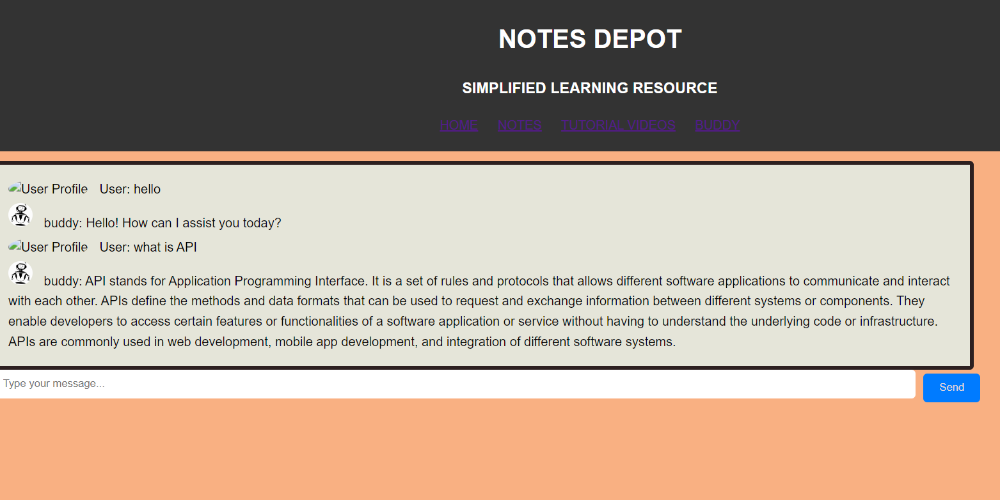 NOTES DEPOT
SIMPLIFIED LEARNING RESOURCE
HOME NOTES TUTORIAL VIDEOS BUDDY
User Profile User: hello
buddy: Hello! How can I assist you today?
User Profile User: what is API
buddy: API stands for Application Programming Interface. It is a set of rules and protocols that allows different software applications to communicate and interact
with each other. APIs define the methods and data formats that can be used to request and exchange information between different systems or components. They
enable developers to access certain features or functionalities of a software application or service without having to understand the underlying code or infrastructure.
APIs are commonly used in web development, mobile app development, and integration of different software systems.
Type your message... Send